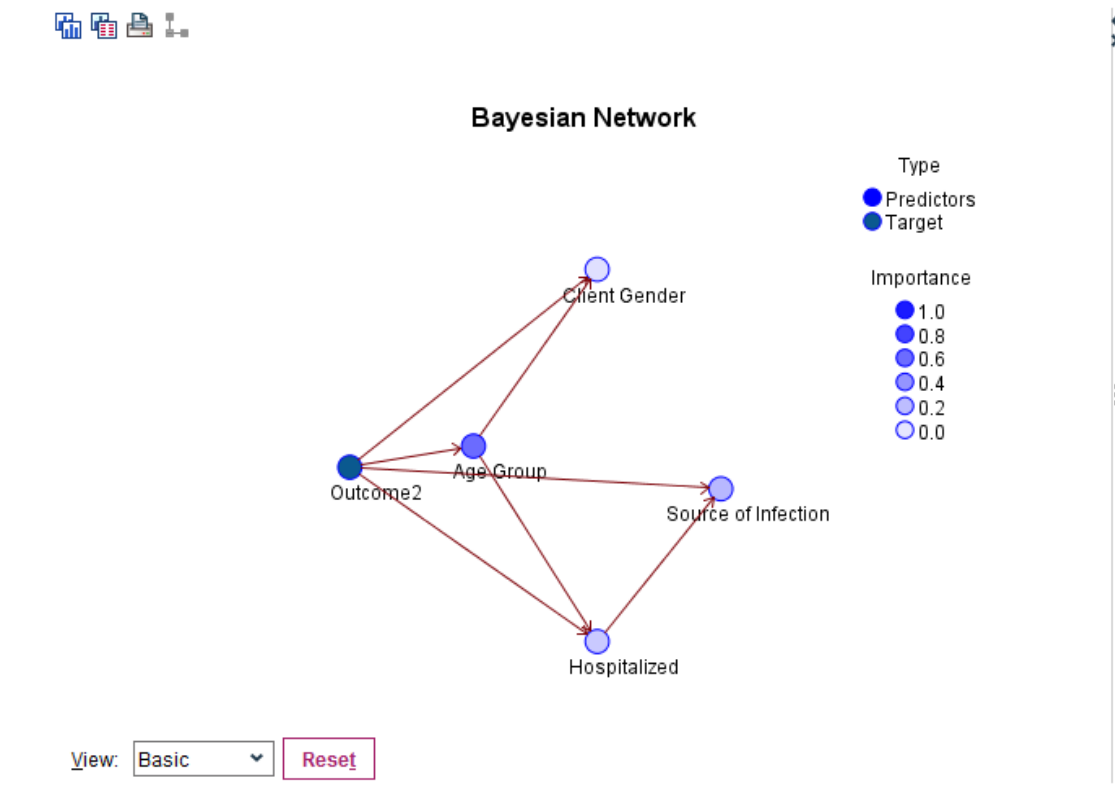 Bayesian Network
Type
Predictors
Target
Importance
1.0
0.8
0.6
0.4
0.2
0.0
Client Gender
Age Group
Outcome2
Source of Infection
Hospitalized
View: Basic Reset